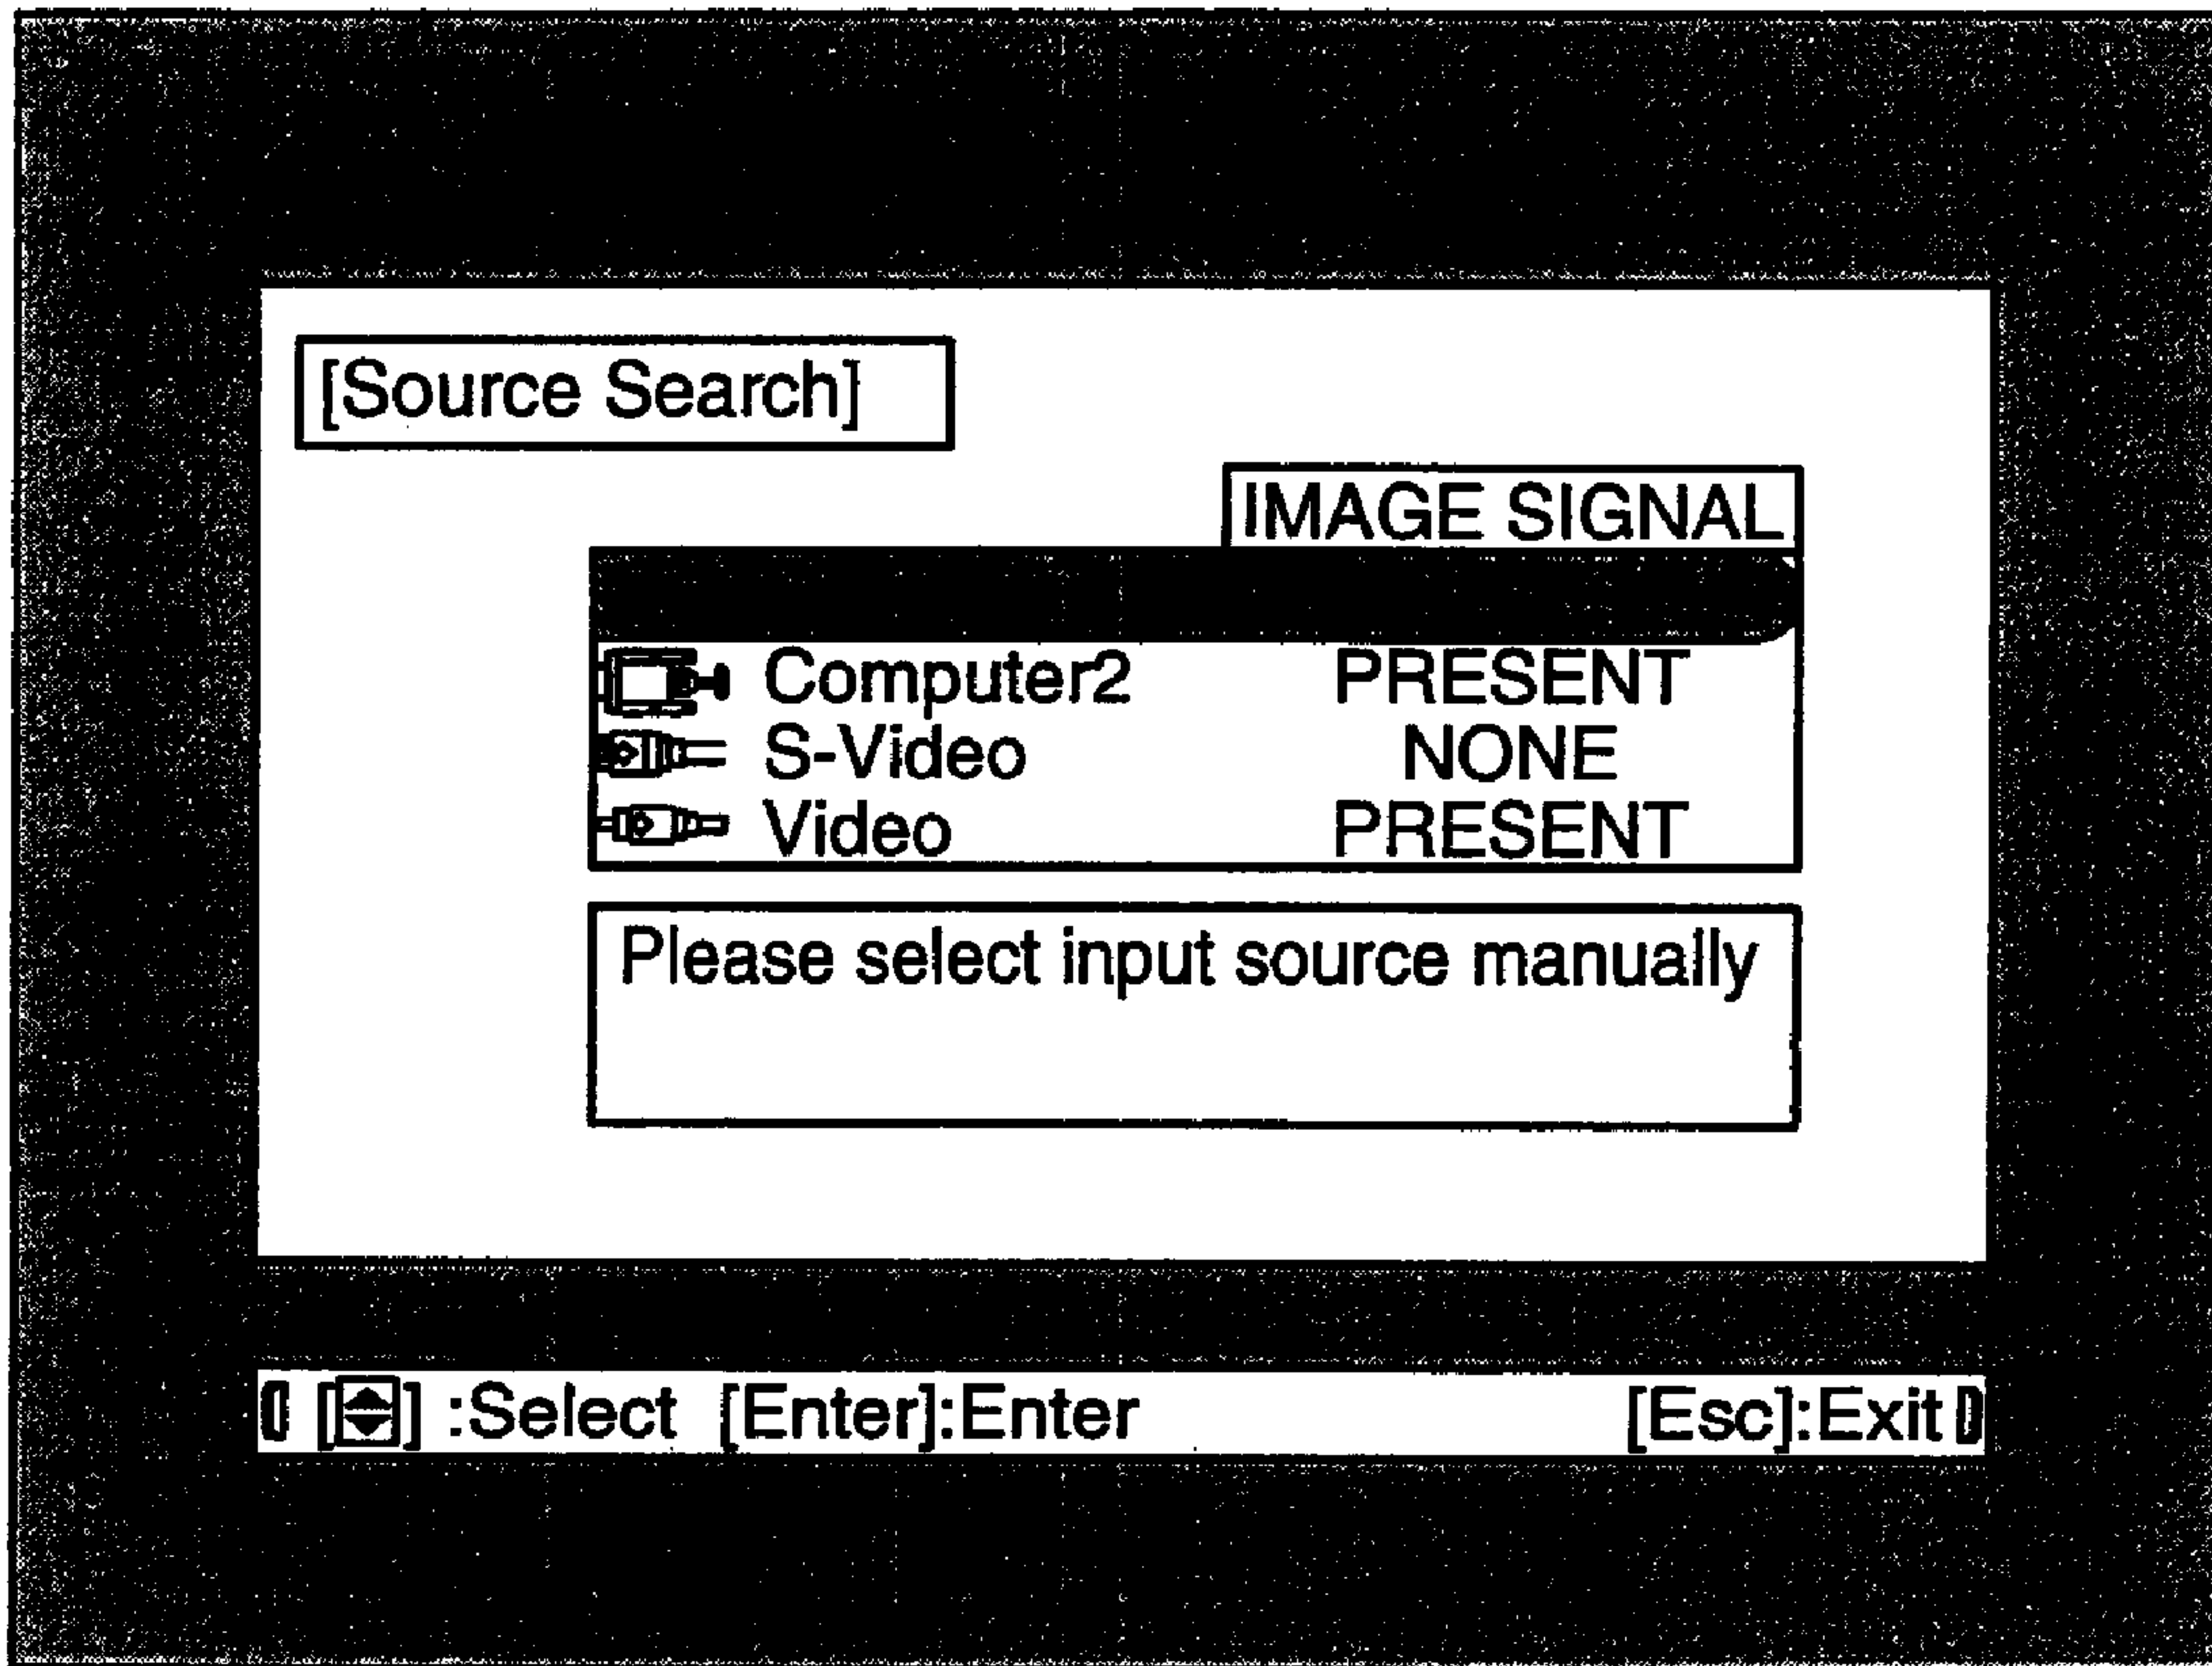 [Source Search]
IMAGE SIGNAL
Computer2 PRESENT
S-Video NONE
Video PRESENT
Please select input source manually
[] :Select [Enter]:Enter [Esc]:Exit